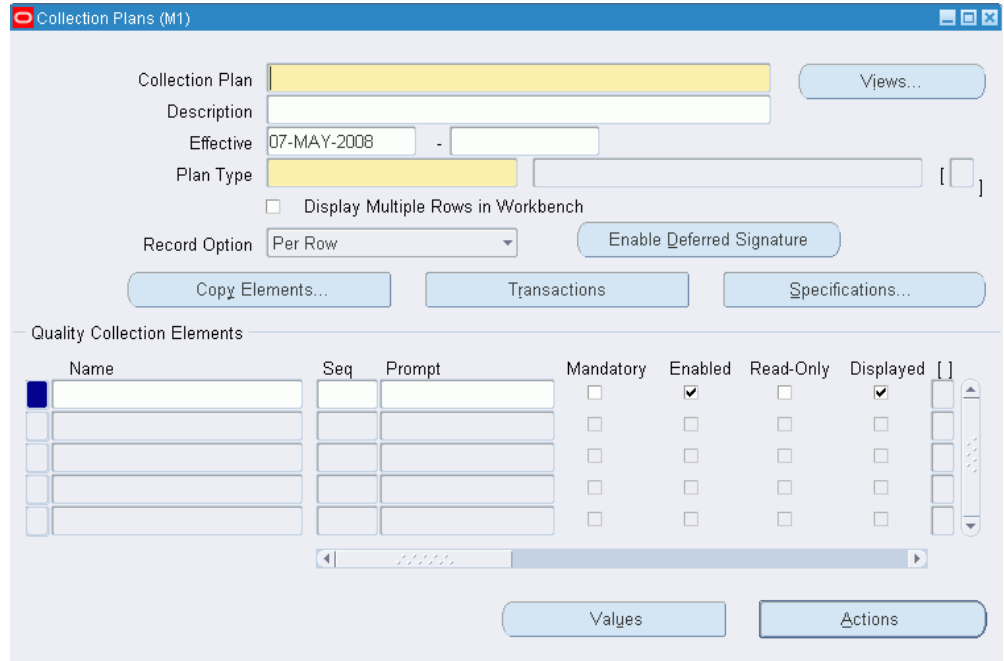 Collection Plans (M1)
Collection Plan
Views...
Description
Effective 07-MAY-2008 -
Plan Type [ ]
Display Multiple Rows in Workbench
Record Option Per Row Enable Deferred Signature
Copy Elements... Transactions Specifications...
Quality Collection Elements
Name Seq Prompt Mandatory Enabled Read-Only Displayed [ ]
Values Actions